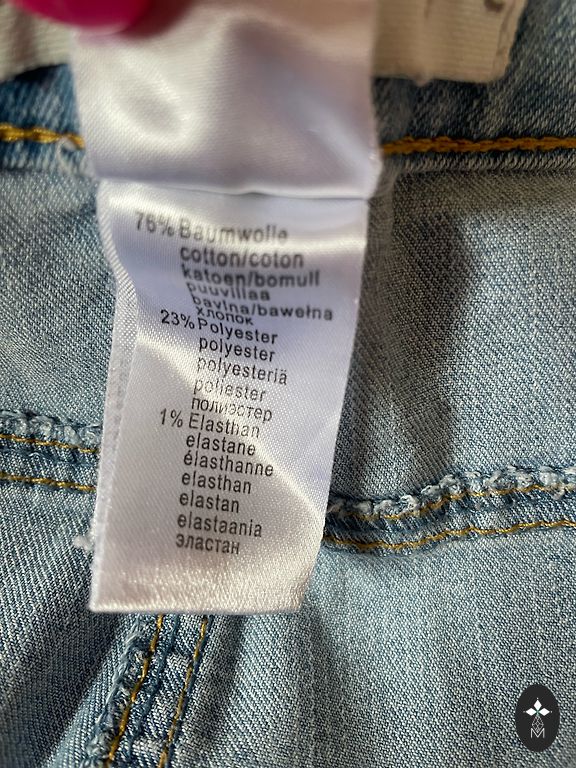 76% Baumwolle
cotton/coton
katoen/bomull
puuvillaa
bavlna/bawełna
хлопок
23% Polyester
polyester
polyesteriä
poliester
полиэстер
1% Elasthan
elastane
élasthanne
elasthan
elastan
elastaania
эластан
M